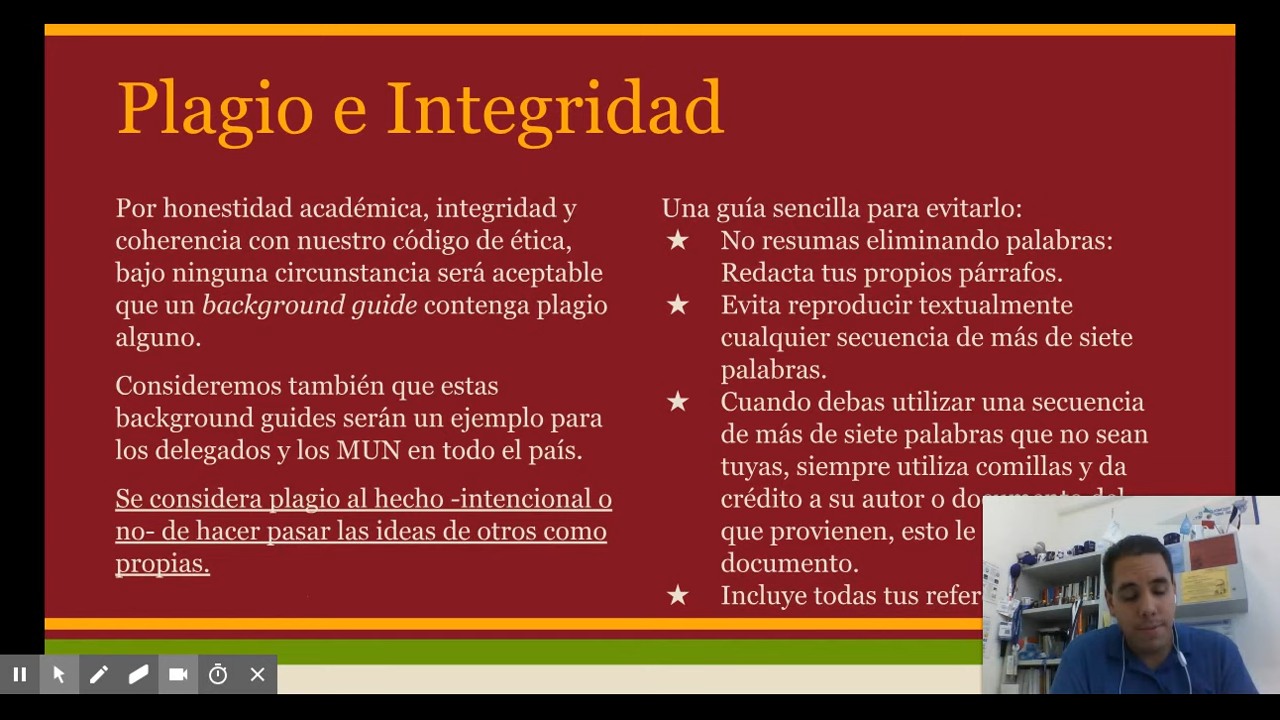 Plagio e Integridad
Por honestidad académica, integridad y
coherencia con nuestro código de ética,
bajo ninguna circunstancia será aceptable
que un background guide contenga plagio
alguno.
Consideremos también que estas
background guides serán un ejemplo para
los delegados y los MUN en todo el país.
Se considera plagio al hecho -intencional o
no- de hacer pasar las ideas de otros como
propias.
Una guía sencilla para evitarlo:
★ No resumas eliminando palabras:
Redacta tus propios párrafos.
★ Evita reproducir textualmente
cualquier secuencia de más de siete
palabras.
★ Cuando debas utilizar una secuencia
de más de siete palabras que no sean
tuyas, siempre utiliza comillas y da
crédito a su autor o documento del
que provienen, esto le
documento.
★ Incluye todas tus refer